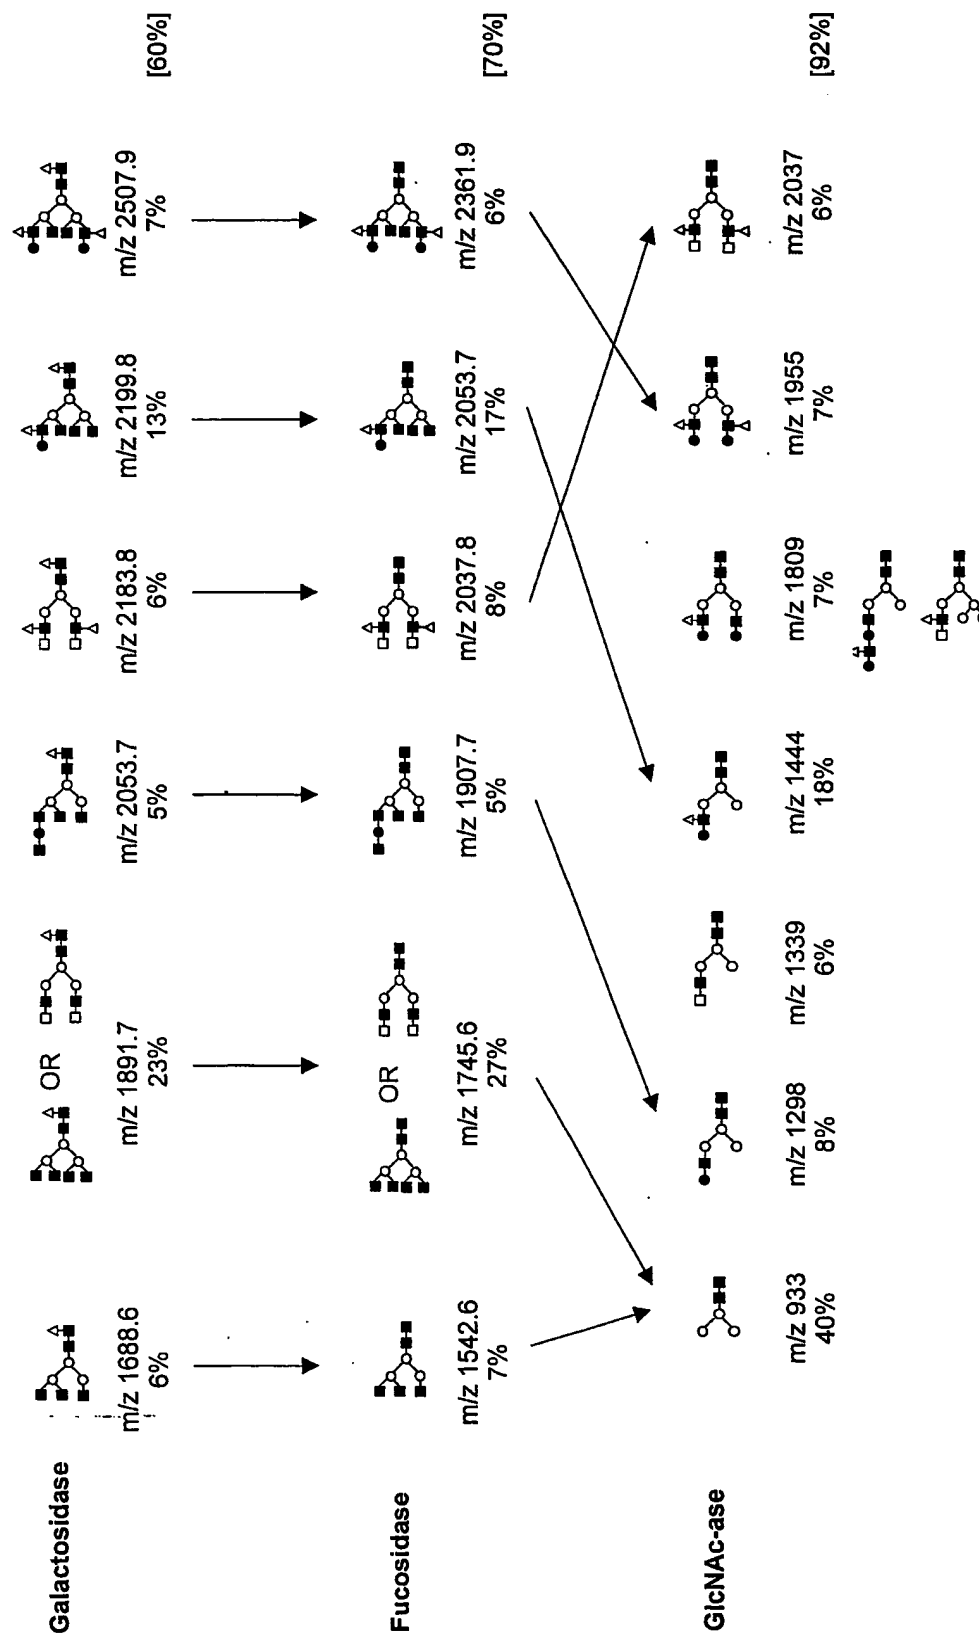 Galactosidase
OR
m/z 1688.6
6%
m/z 1891.7
23%
m/z 2053.7
5%
m/z 2183.8
6%
m/z 2199.8
13%
m/z 2507.9
7%
[60%]
Fucosidase
OR
m/z 1542.6
7%
m/z 1745.6
27%
m/z 1907.7
5%
m/z 2037.8
8%
m/z 2053.7
17%
m/z 2361.9
6%
[70%]
GlcNAc-ase
m/z 933
40%
m/z 1298
8%
m/z 1339
6%
m/z 1444
18%
m/z 1809
7%
m/z 1955
7%
m/z 2037
6%
[92%]